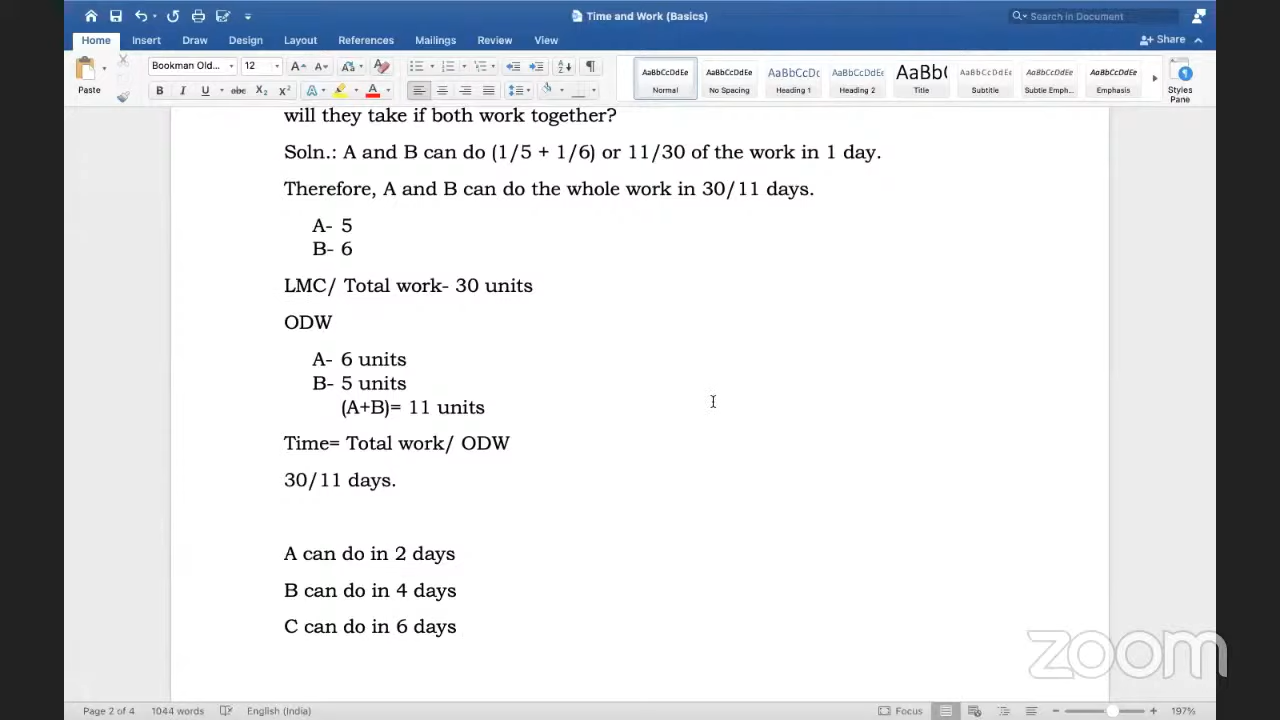 Time and Work (Basics)
Search in Document
Home Insert Draw Design Layout References Mailings Review View
Share
Paste
Bookman Old... 12
AaBbCcDdEe AaBbCcDdEe AaBbCcDc AaBbCcDdEe AaBb( AaBbCcDdEe AaBbCcDdEe AaBbCcDdEe
Normal No Spacing Heading 1 Heading 2 Title Subtitle Subtle Emph... Emphasis
Styles
Pane
will they take if both work together?
Soln.: A and B can do (1/5 + 1/6) or 11/30 of the work in 1 day.
Therefore, A and B can do the whole work in 30/11 days.
A- 5
B- 6
LMC/ Total work- 30 units
ODW
A- 6 units
B- 5 units
(A+B)= 11 units
Time= Total work/ ODW
30/11 days.
A can do in 2 days
B can do in 4 days
C can do in 6 days
zoom
Page 2 of 4 1044 words English (India) Focus 197%